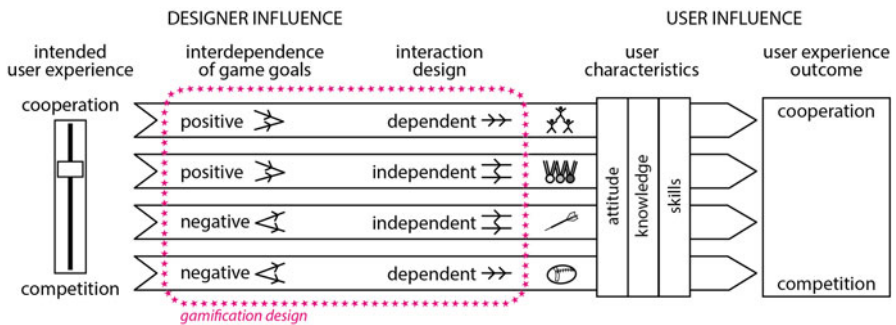 DESIGNER INFLUENCE
USER INFLUENCE
intended
user experience
interdependence
of game goals
interaction
design
user
characteristics
user experience
outcome
cooperation
positive
dependent
positive
independent
negative
independent
negative
dependent
competition
attitude
knowledge
skills
cooperation
competition
gamification design